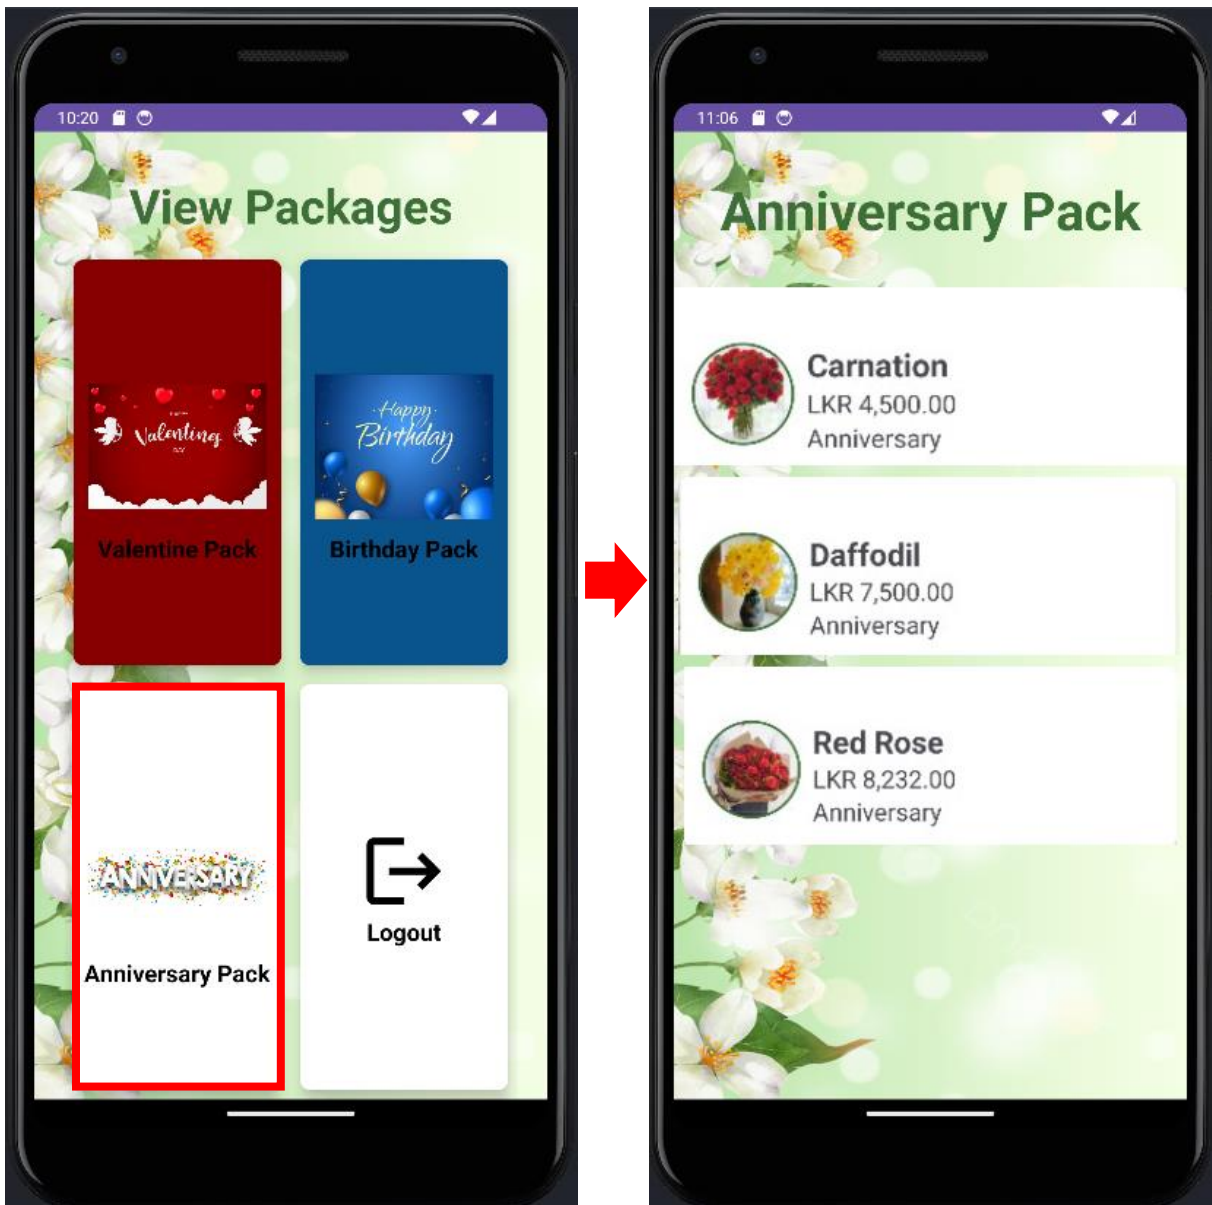 10:20
View Packages
Valentine
DAY
Valentine Pack
Happy
Birthday
Birthday Pack
ANNIVERSARY
Anniversary Pack
Logout
11:06
Anniversary Pack
Carnation
LKR 4,500.00
Anniversary
Daffodil
LKR 7,500.00
Anniversary
Red Rose
LKR 8,232.00
Anniversary